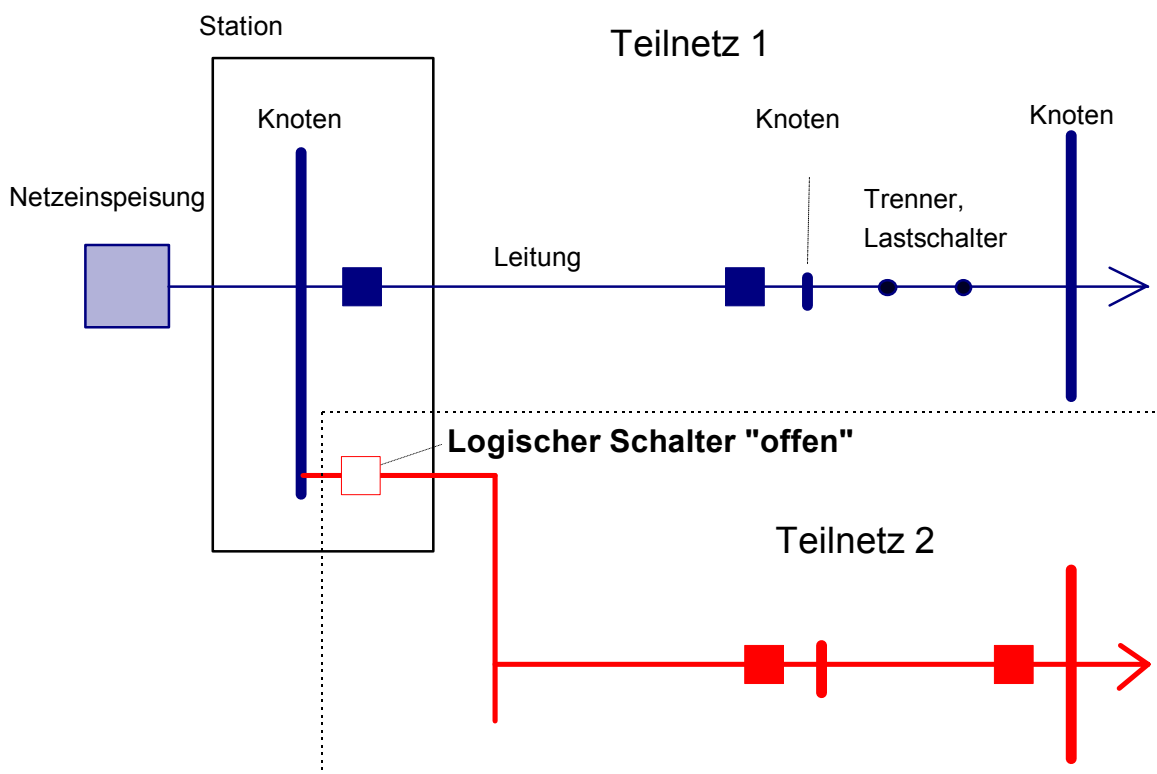 Station
Teilnetz 1
Knoten
Knoten
Knoten
Netzeinspeisung
Trenner,
Lastschalter
Leitung
Logischer Schalter "offen"
Teilnetz 2